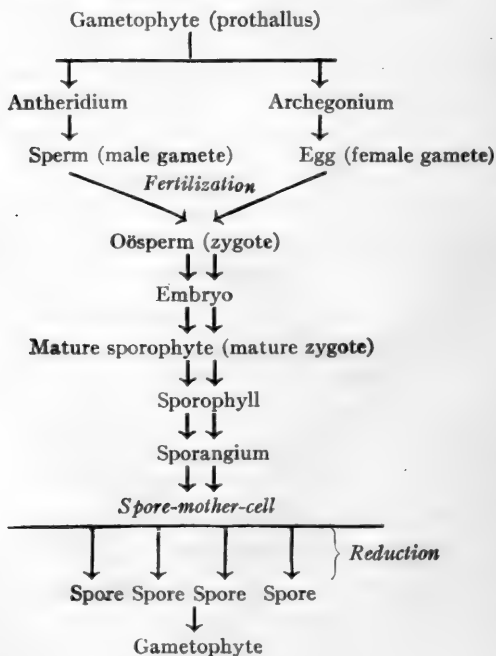 Gametophyte (prothallus)
Antheridium Archegonium
Sperm (male gamete) Egg (female gamete)
Fertilization
Oösperm (zygote)
Embryo
Mature sporophyte (mature zygote)
Sporophyll
Sporangium
Spore-mother-cell
Reduction
Spore Spore Spore Spore
Gametophyte